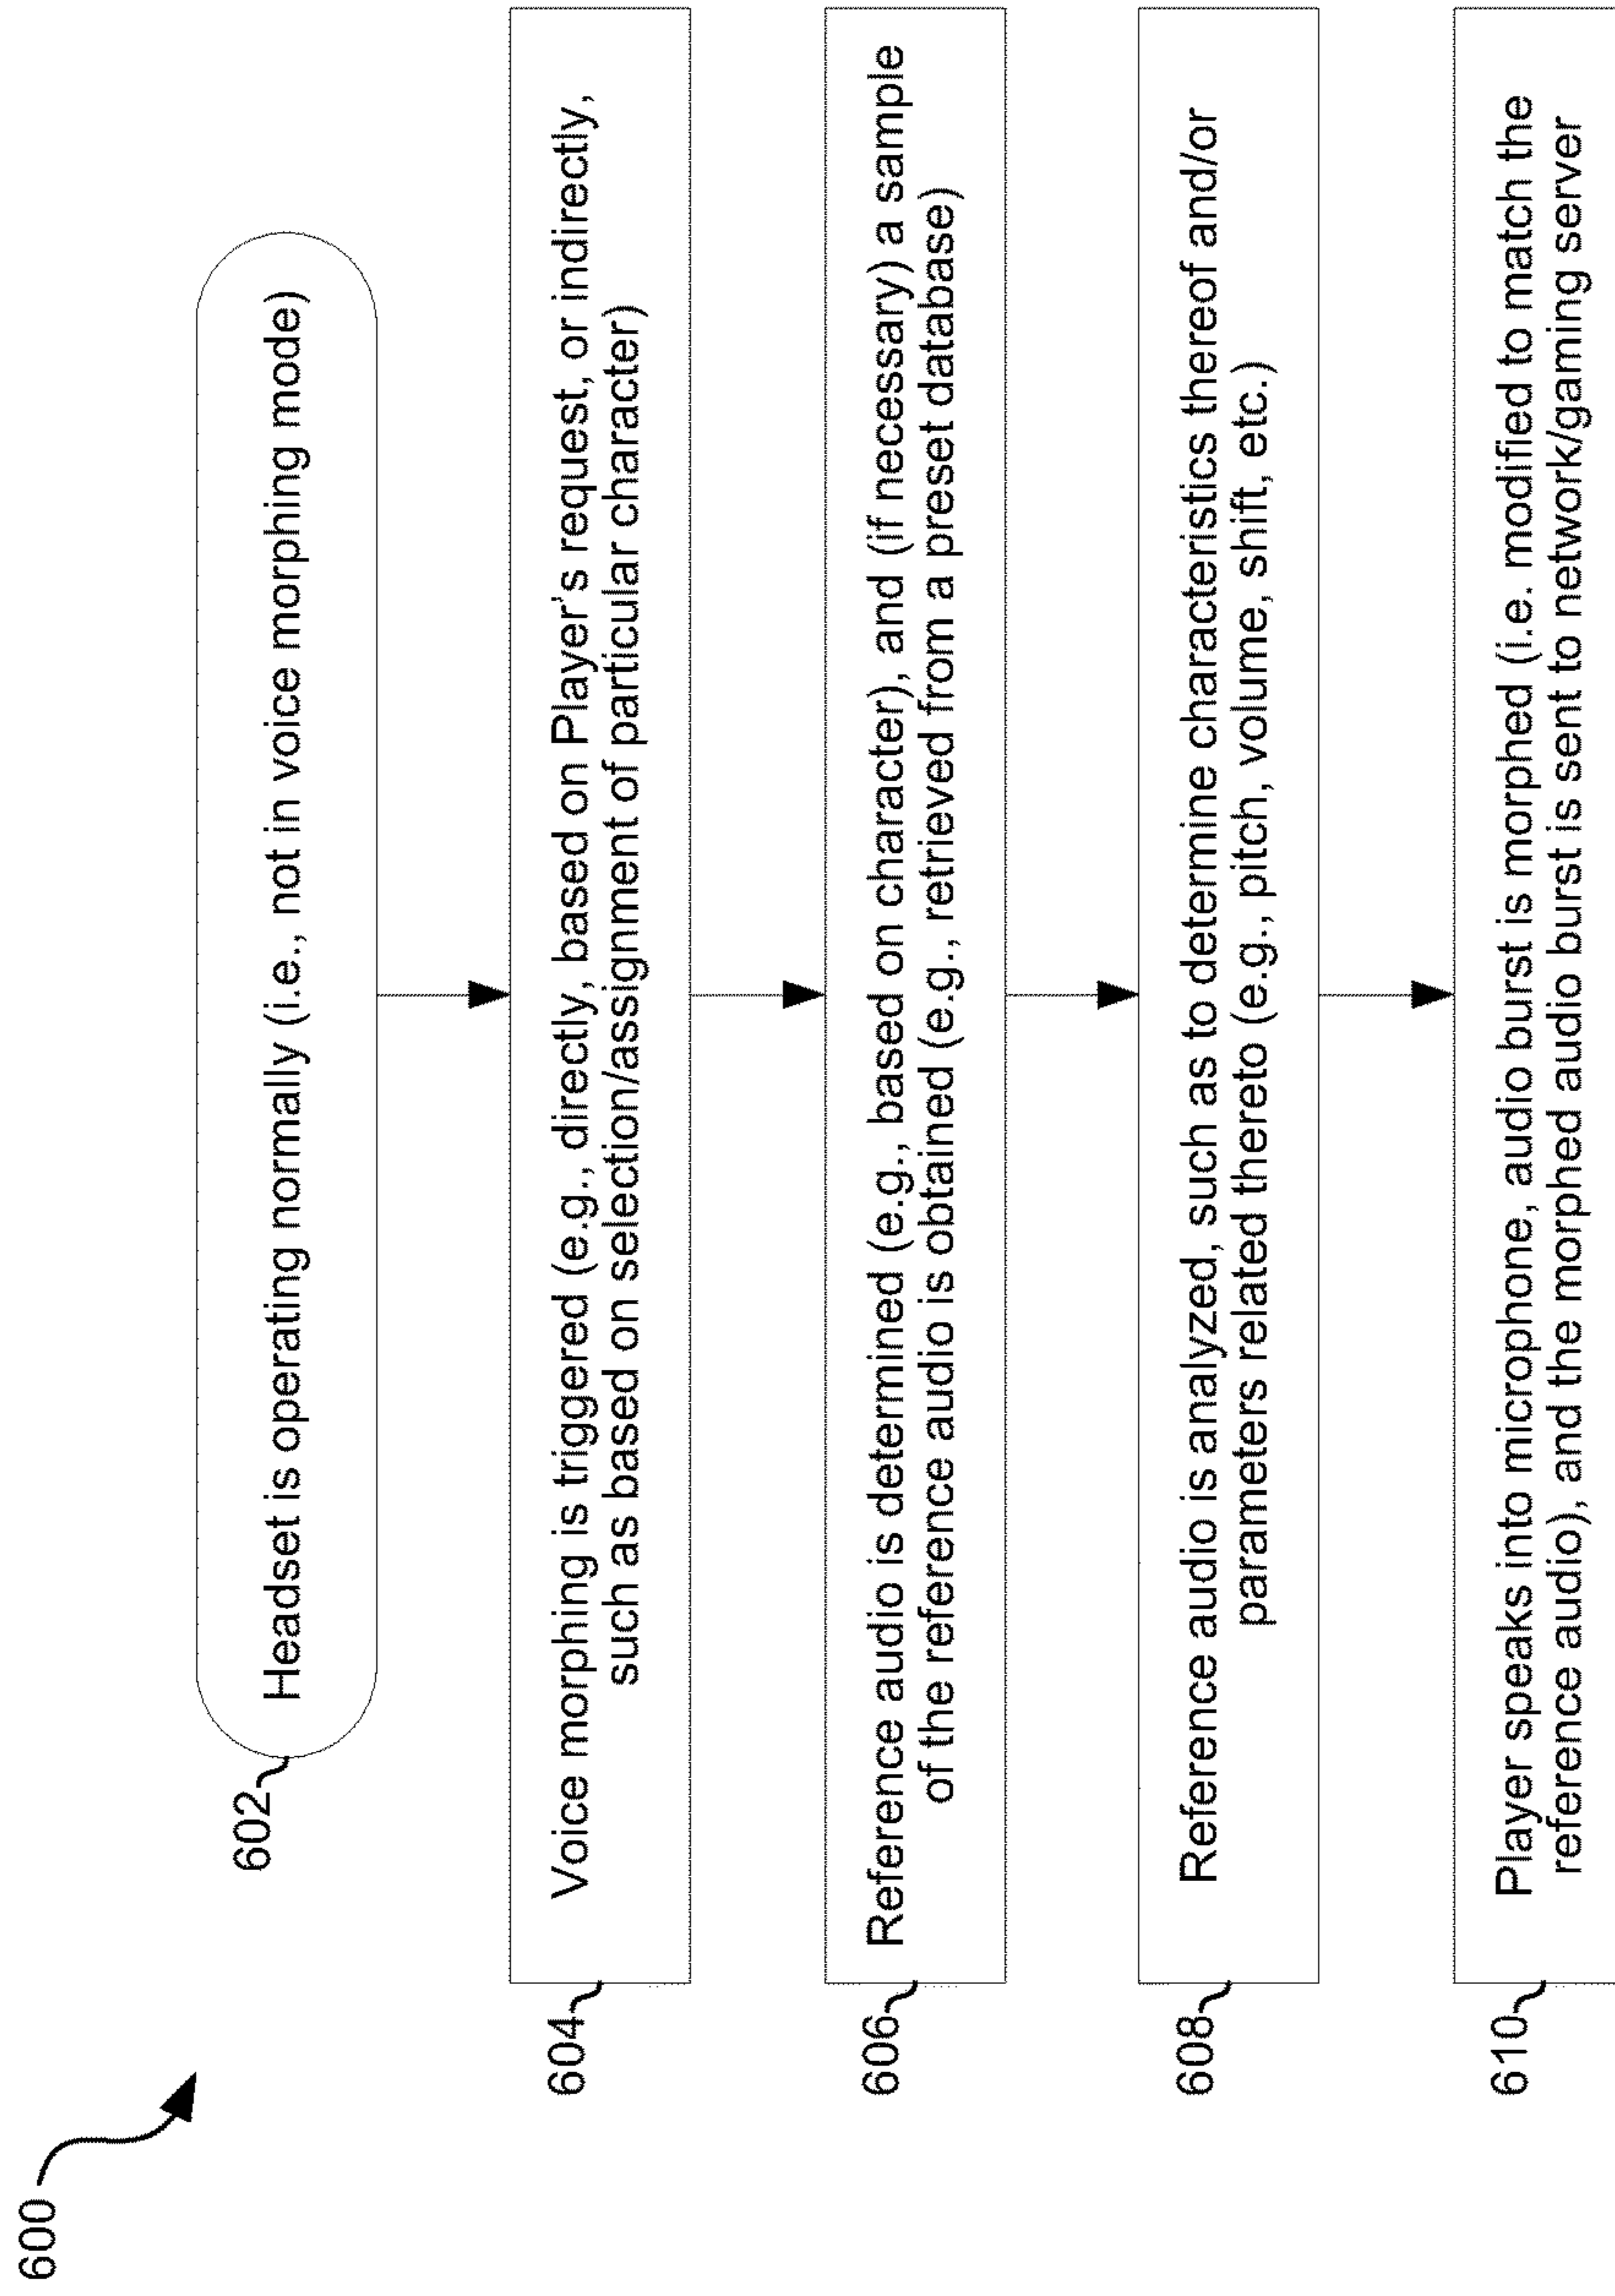 600
602
Headset is operating normally (i.e., not in voice morphing mode)
604
Voice morphing is triggered (e.g., directly, based on Player's request, or indirectly,
such as based on selection/assignment of particular character)
606
Reference audio is determined (e.g., based on character), and (if necessary) a sample
of the reference audio is obtained (e.g., retrieved from a preset database)
608
Reference audio is analyzed, such as to determine characteristics thereof and/or
parameters related thereto (e.g., pitch, volume, shift, etc.)
610
Player speaks into microphone, audio burst is morphed (i.e. modified to match the
reference audio), and the morphed audio burst is sent to network/gaming server